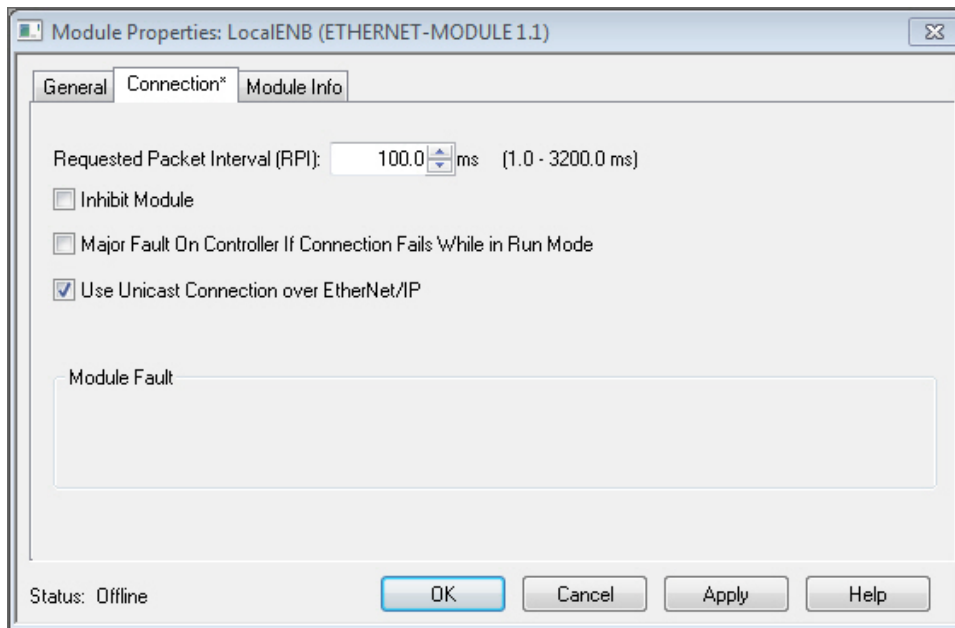 Module Properties: LocalENB (ETHERNET-MODULE 1.1)
General Connection* Module Info
Requested Packet Interval (RPI): 100.0 ms (1.0 - 3200.0 ms)
Inhibit Module
Major Fault On Controller If Connection Fails While in Run Mode
Use Unicast Connection over EtherNet/IP
Module Fault
Status: Offline OK Cancel Apply Help